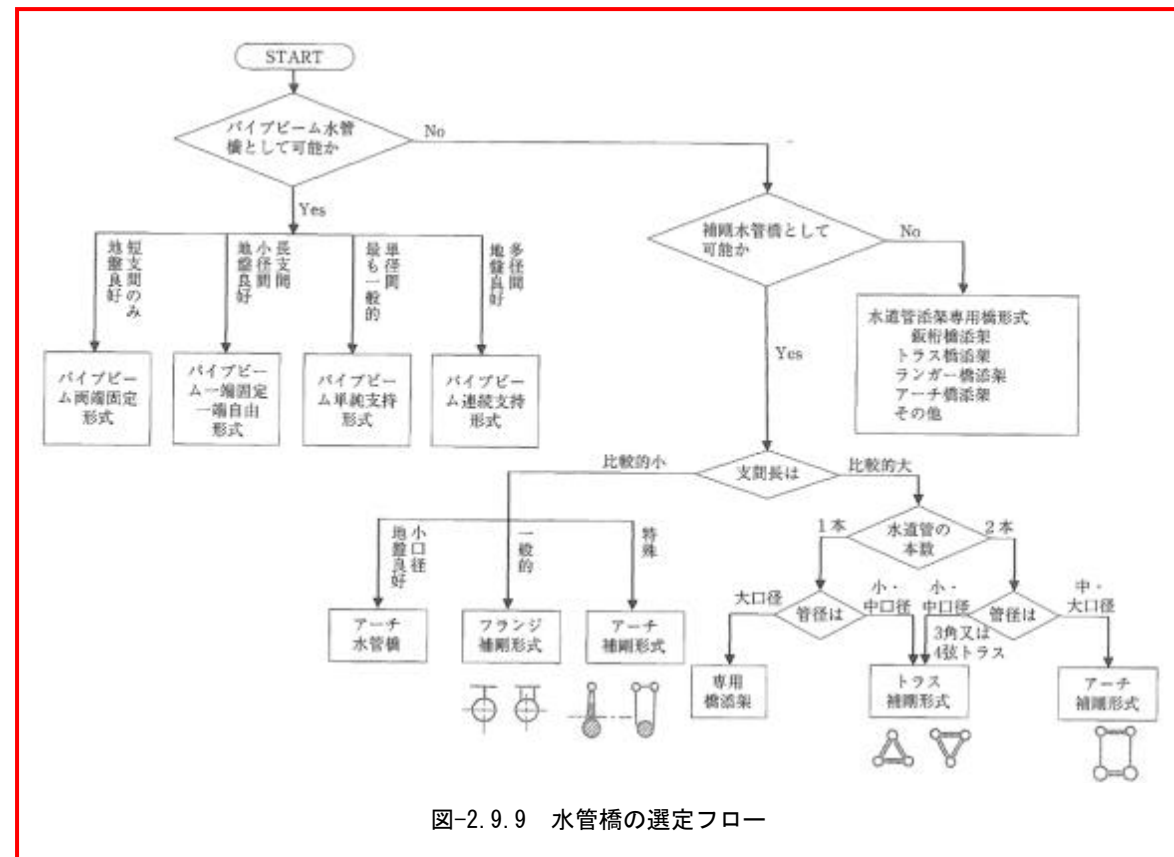 START
パイプビーム水管
橋として可能か
No
Yes
短支間のみ
地盤良好
長支間
小径間
地盤良好
単径間
最も一般的
多径間
地盤良好
パイプビー
ム両端固定
形式
パイプビー
ム一端固定
一端自由
形式
パイプビー
ム単純支持
形式
パイプビー
ム連続支持
形式
補剛水管橋として
可能か
No
Yes
水道管添架専用橋形式
鈑桁橋添架
トラス橋添架
ランガー橋添架
アーチ橋添架
その他
比較的小
支間長は
比較的大
小口径
地盤良好
一般的
特殊
アーチ
水管橋
フランジ
補剛形式
アーチ
補剛形式
1本
水道管の
本数
2本
大口径
管径は
小・
中口径
小・
中口径
3角又は
4弦トラス
管径は
中・
大口径
専用
橋添架
トラス
補剛形式
アーチ
補剛形式
図-2.9.9 水管橋の選定フロー